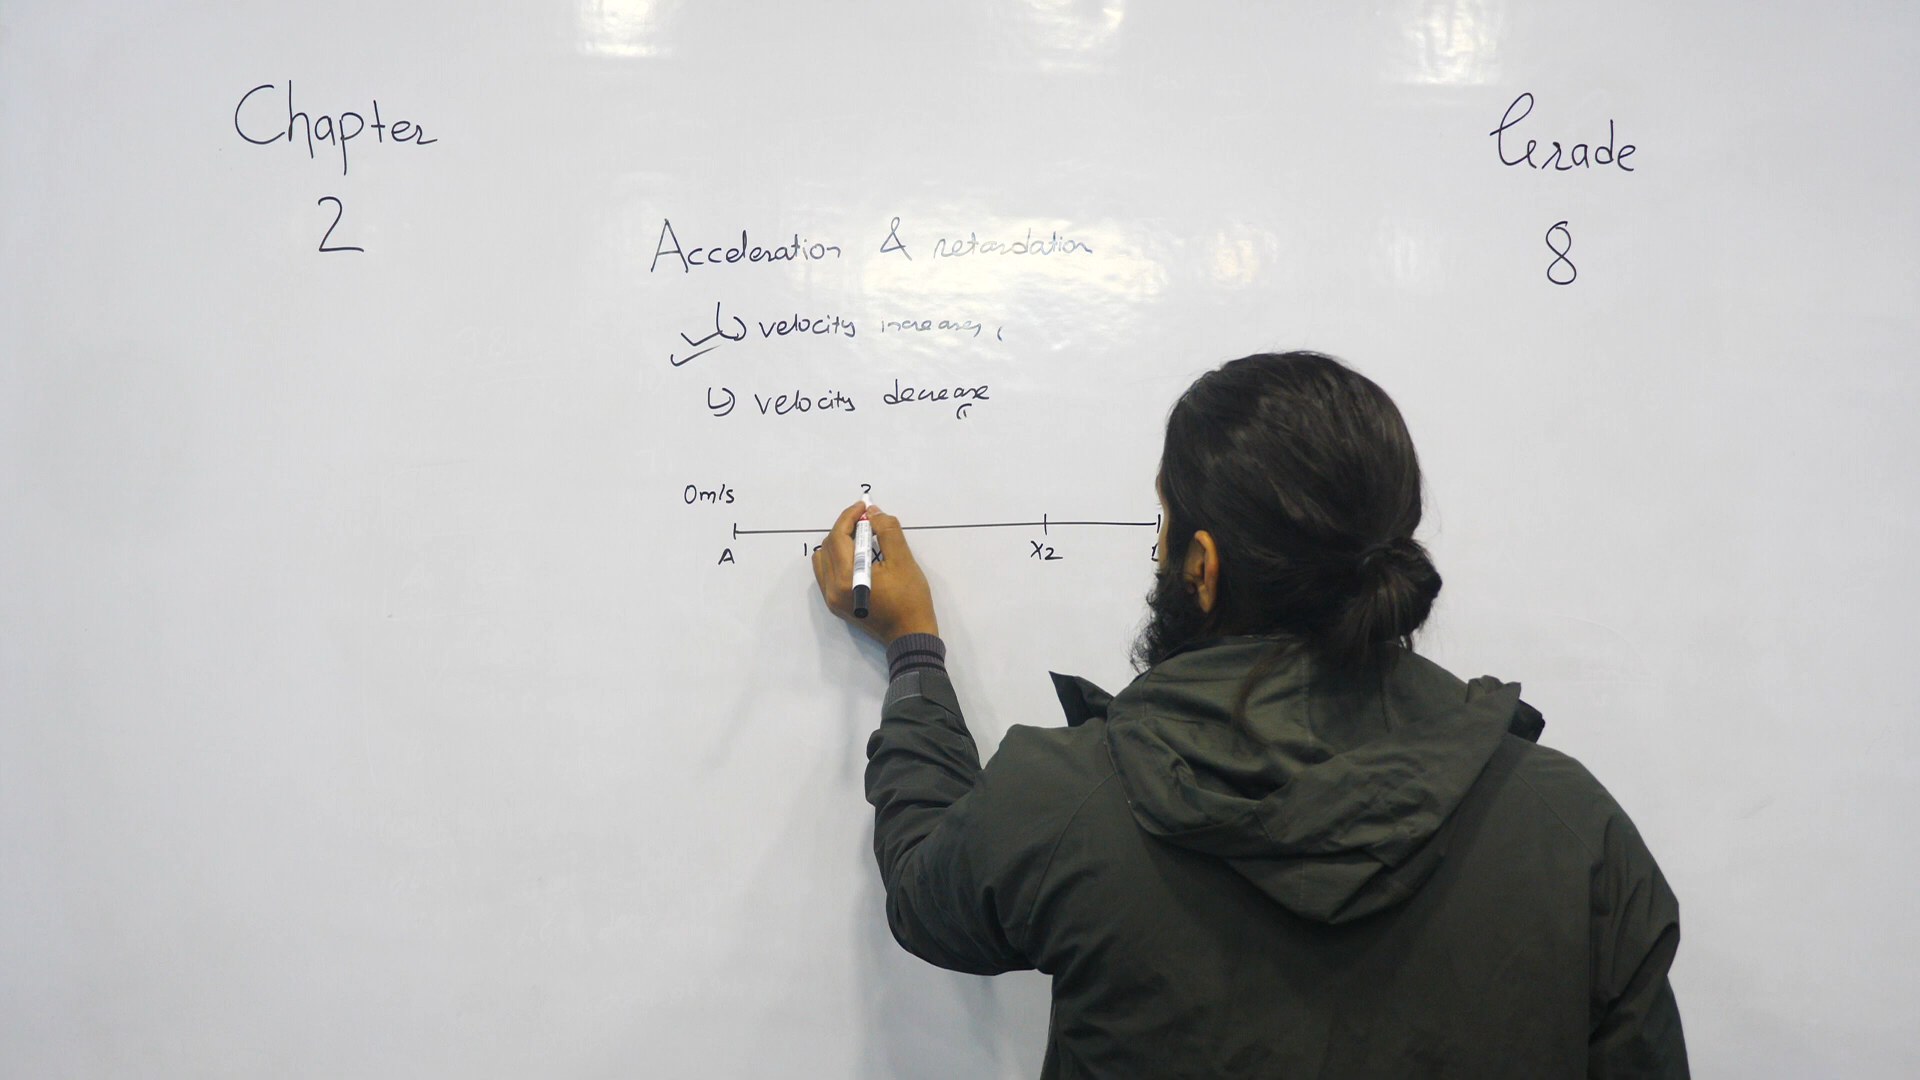 Chapter
2
Grade
8
Acceleration & retardation
velocity increases,
velocity decrease
0m/s
A
X2